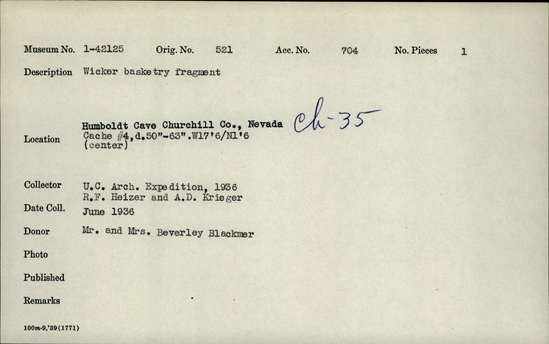 Museum No. 1-42125 Orig. No. 521 Acc. No. 704 No. Pieces 1
Description Wicker basketry fragment
Humboldt Cave Churchill Co., Nevada Ch-35
Location Cache #4,d.50"-63".W17'6/N1'6
(center)
Collector U.C. Arch. Expedition, 1936
R.F. Heizer and A.D. Krieger
Date Coll. June 1936
Donor Mr. and Mrs. Beverley Blackmer
Photo
Published
Remarks
100m-9,'39(1771)